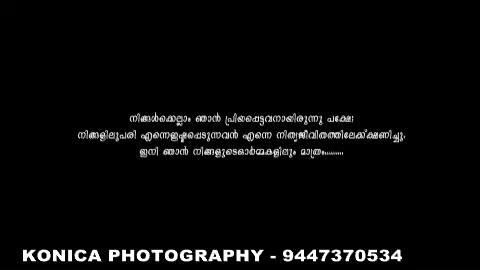 നിങ്ങൾക്കെല്ലാം ഞാൻ പ്രിയപ്പെട്ടവനായിരുന്നു പക്ഷേ;
നിങ്ങളിലുപരി എന്നെഇഷ്ടപ്പെടുന്നവൻ എന്നെ നിത്യജീവിതത്തിലേക്ക്ഷണിച്ചു.
ഇനി ഞാൻ നിങ്ങളുടെഓർമ്മകളിലും മാത്രം.........
KONICA PHOTOGRAPHY - 9447370534